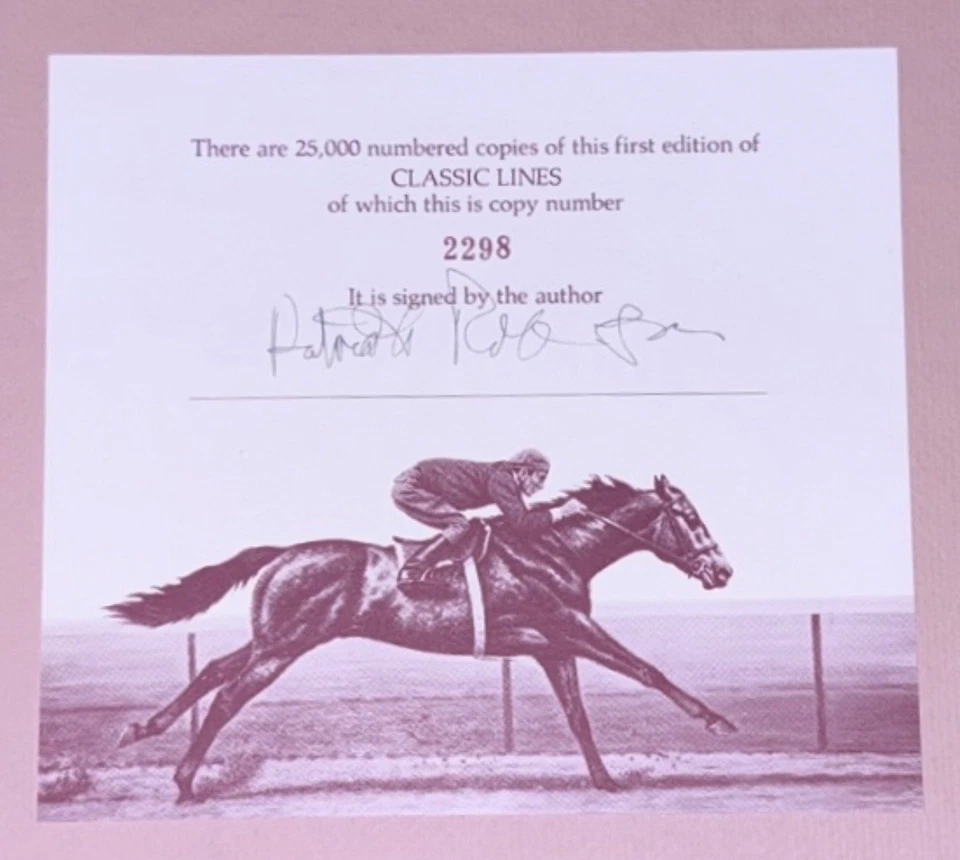 There are 25,000 numbered copies of this first edition of
CLASSIC LINES
of which this is copy number
2298
It is signed by the author